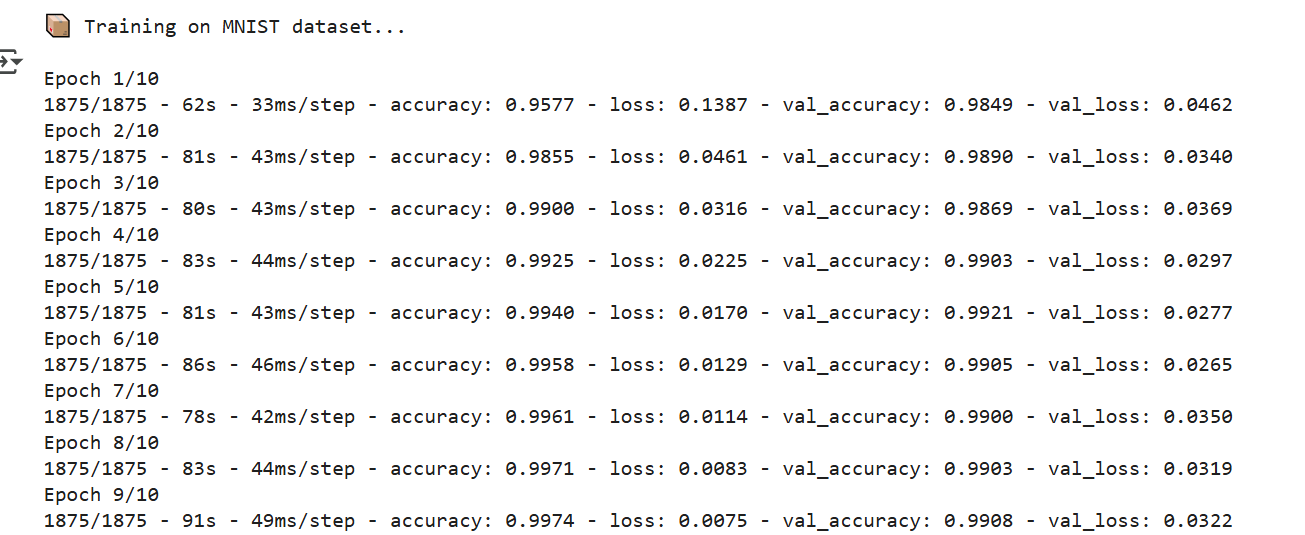 📦 Training on MNIST dataset...
Epoch 1/10
1875/1875 - 62s - 33ms/step - accuracy: 0.9577 - loss: 0.1387 - val_accuracy: 0.9849 - val_loss: 0.0462
Epoch 2/10
1875/1875 - 81s - 43ms/step - accuracy: 0.9855 - loss: 0.0461 - val_accuracy: 0.9890 - val_loss: 0.0340
Epoch 3/10
1875/1875 - 80s - 43ms/step - accuracy: 0.9900 - loss: 0.0316 - val_accuracy: 0.9869 - val_loss: 0.0369
Epoch 4/10
1875/1875 - 83s - 44ms/step - accuracy: 0.9925 - loss: 0.0225 - val_accuracy: 0.9903 - val_loss: 0.0297
Epoch 5/10
1875/1875 - 81s - 43ms/step - accuracy: 0.9940 - loss: 0.0170 - val_accuracy: 0.9921 - val_loss: 0.0277
Epoch 6/10
1875/1875 - 86s - 46ms/step - accuracy: 0.9958 - loss: 0.0129 - val_accuracy: 0.9905 - val_loss: 0.0265
Epoch 7/10
1875/1875 - 78s - 42ms/step - accuracy: 0.9961 - loss: 0.0114 - val_accuracy: 0.9900 - val_loss: 0.0350
Epoch 8/10
1875/1875 - 83s - 44ms/step - accuracy: 0.9971 - loss: 0.0083 - val_accuracy: 0.9903 - val_loss: 0.0319
Epoch 9/10
1875/1875 - 91s - 49ms/step - accuracy: 0.9974 - loss: 0.0075 - val_accuracy: 0.9908 - val_loss: 0.0322